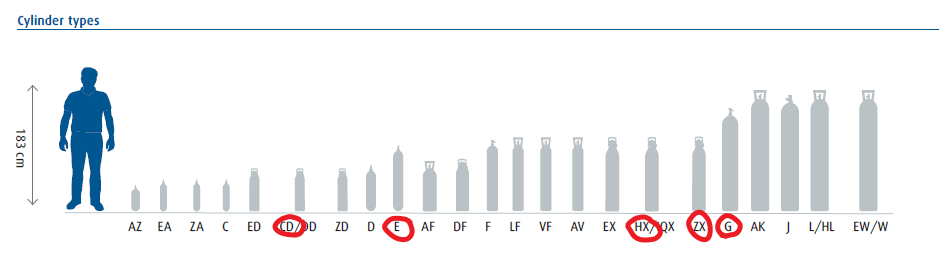 Cylinder types
183 cm
AZ EA ZA C ED CD/DD ZD D E AF DF F LF VF AV EX HX/QX ZX G AK J L/HL EW/W